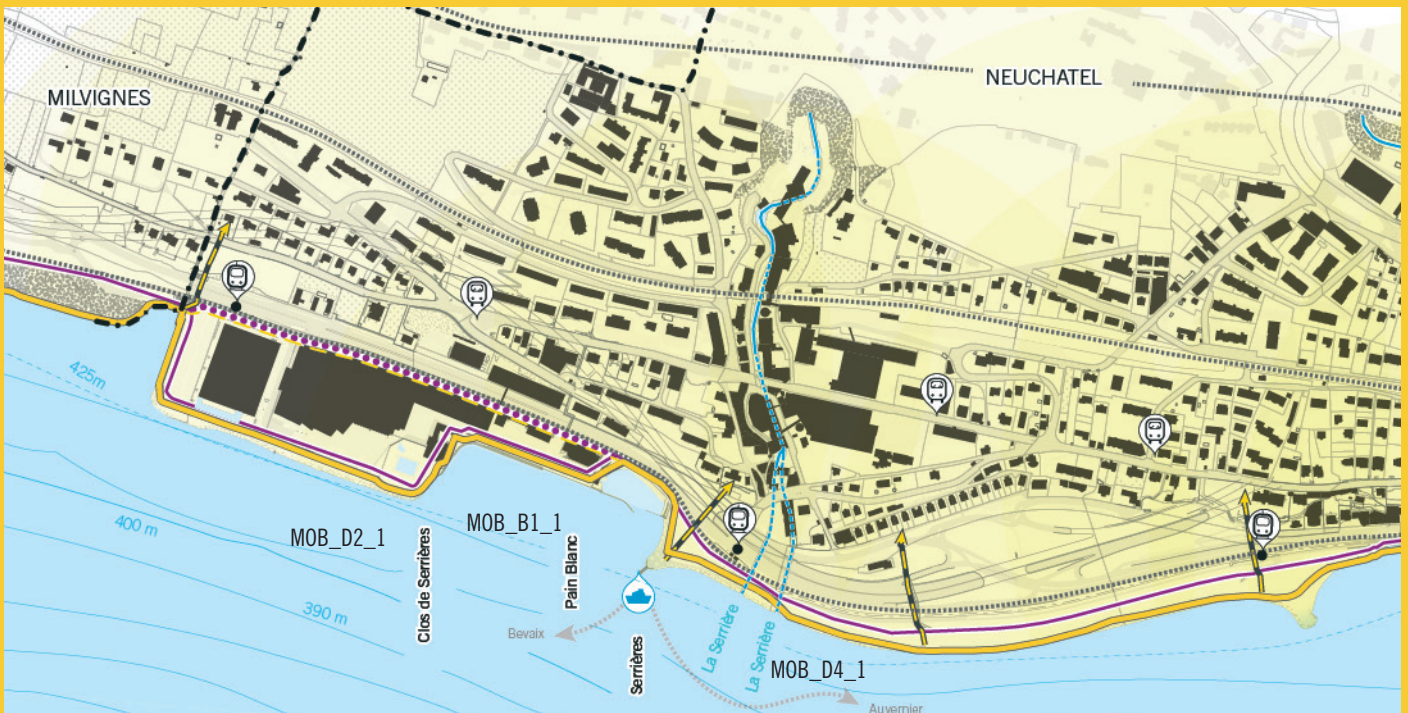 NEUCHATEL
MILVIGNES
425m
400 m
MOB_D2_1
MOB_B1_1
Clos de Serrières
Pain Blanc
390 m
Bevaix
Serrières
La Serrière
La Serrière
MOB_D4_1
Auvernier